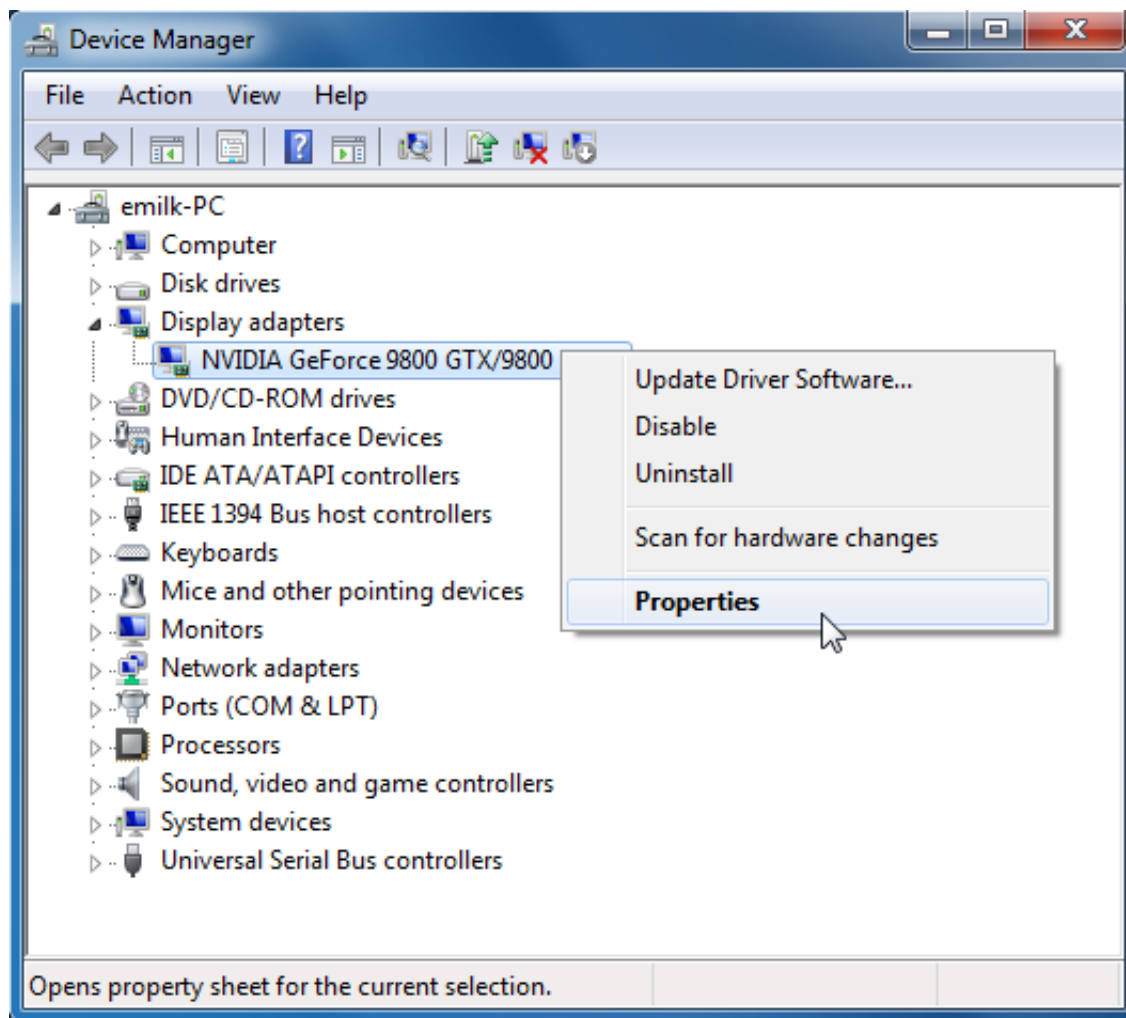 Device Manager
File Action View Help
emilk-PC
Computer
Disk drives
Display adapters
NVIDIA GeForce 9800 GTX/9800
Update Driver Software...
DVD/CD-ROM drives
Disable
Human Interface Devices
Uninstall
IDE ATA/ATAPI controllers
IEEE 1394 Bus host controllers
Scan for hardware changes
Keyboards
Mice and other pointing devices
Properties
Monitors
Network adapters
Ports (COM & LPT)
Processors
Sound, video and game controllers
System devices
Universal Serial Bus controllers
Opens property sheet for the current selection.